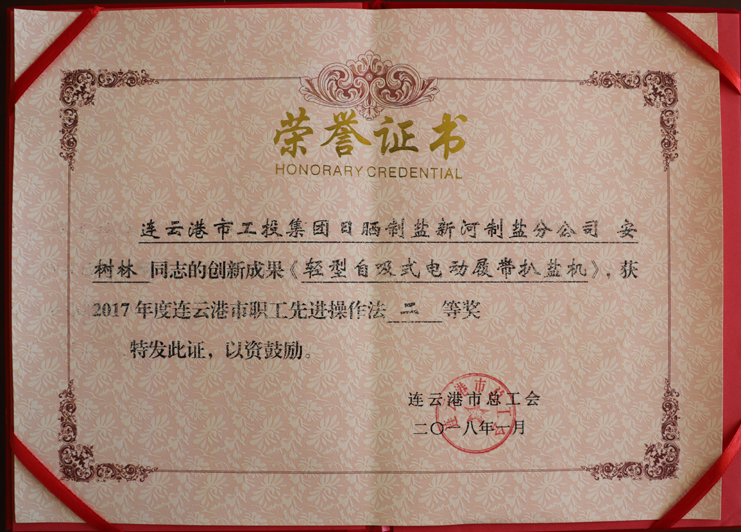 荣誉证书
HONORARY CREDENTIAL
连云港市工投集团日晒制盐新河制盐分公司 安
树林 同志的创新成果《轻型自吸式电动履带扒盐机》，获
2017年度连云港市职工先进操作法 二 等奖
特发此证，以资鼓励。
连云港市总工会
二〇一八年一月